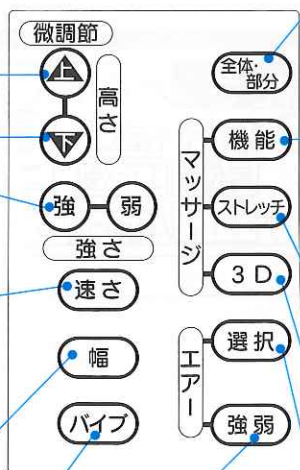 微調節
上
下
高さ
強
弱
強さ
速さ
幅
バイブ
全体・
部分
マッサージ
機能
ストレッチ
3D
エアー
選択
強弱